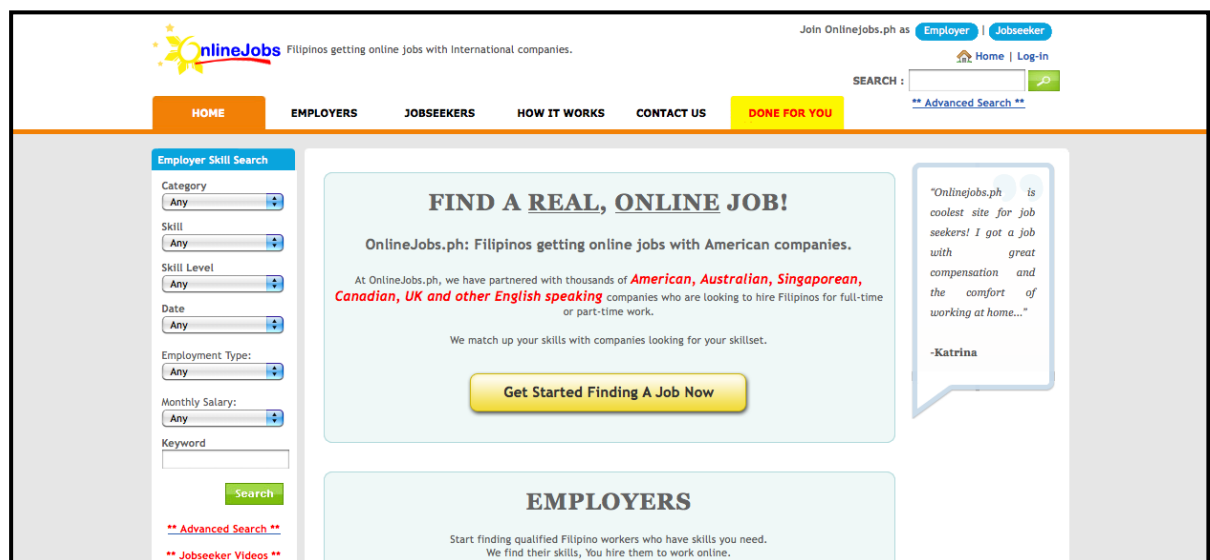 Join Onlinejobs.ph as Employer | Jobseeker
OnlineJobs Filipinos getting online jobs with International companies.
Home | Log-in
SEARCH :
** Advanced Search **
HOME EMPLOYERS JOBSEEKERS HOW IT WORKS CONTACT US DONE FOR YOU
Employer Skill Search
Category
Any
Skill
Any
Skill Level
Any
Date
Any
Employment Type:
Any
Monthly Salary:
Any
Keyword
Search
** Advanced Search **
** Jobseeker Videos **
FIND A REAL, ONLINE JOB!
OnlineJobs.ph: Filipinos getting online jobs with American companies.
At OnlineJobs.ph, we have partnered with thousands of American, Australian, Singaporean,
Canadian, UK and other English speaking companies who are looking to hire Filipinos for full-time
or part-time work.
We match up your skills with companies looking for your skillset.
Get Started Finding A Job Now
EMPLOYERS
Start finding qualified Filipino workers who have skills you need.
We find their skills, You hire them to work online.
"Onlinejobs.ph is
coolest site for job
seekers! I got a job
with great
compensation and
the comfort of
working at home..."
-Katrina